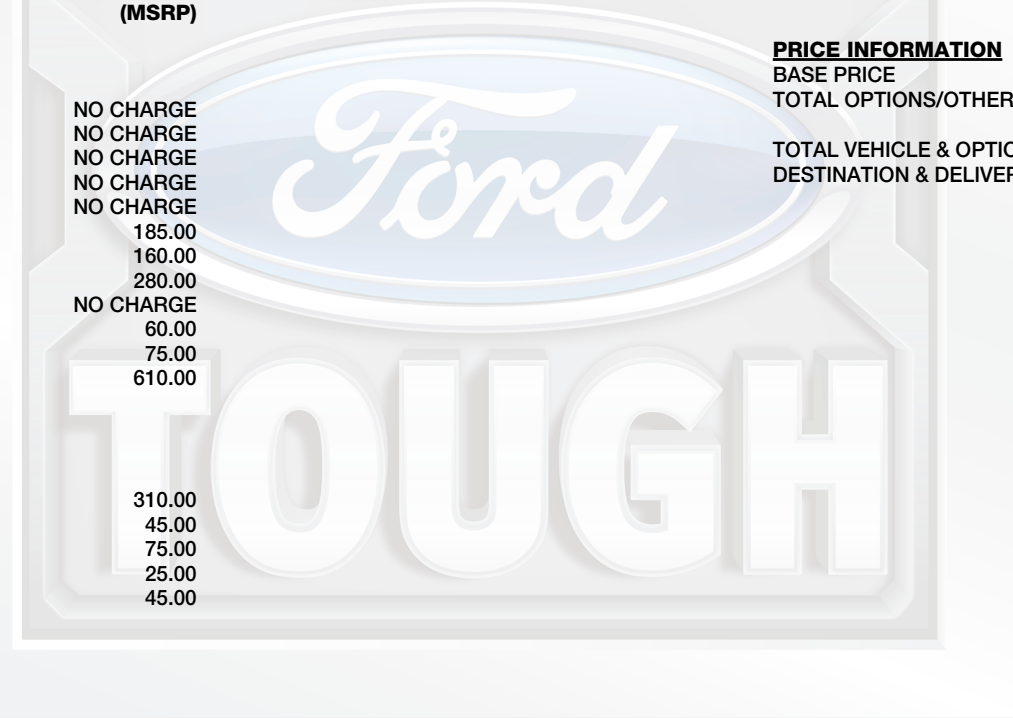 (MSRP)
NO CHARGE
NO CHARGE
NO CHARGE
NO CHARGE
NO CHARGE
185.00
160.00
280.00
NO CHARGE
60.00
75.00
610.00
310.00
45.00
75.00
25.00
45.00
PRICE INFORMATION
BASE PRICE
TOTAL OPTIONS/OTHER
TOTAL VEHICLE & OPTIO
DESTINATION & DELIVER
Ford
TOUGH